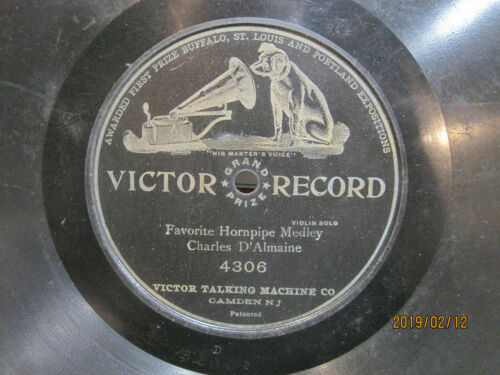 AWARDED FIRST PRIZE BUFFALO, ST. LOUIS AND PORTLAND EXPOSITIONS
"HIS MASTER'S VOICE"
GRAND
VICTOR RECORD
PRIZE
VIOLIN SOLO
Favorite Hornpipe Medley
Charles D'Almaine
4306
VICTOR TALKING MACHINE CO
CAMDEN NJ
Patented
D
2019/02/12